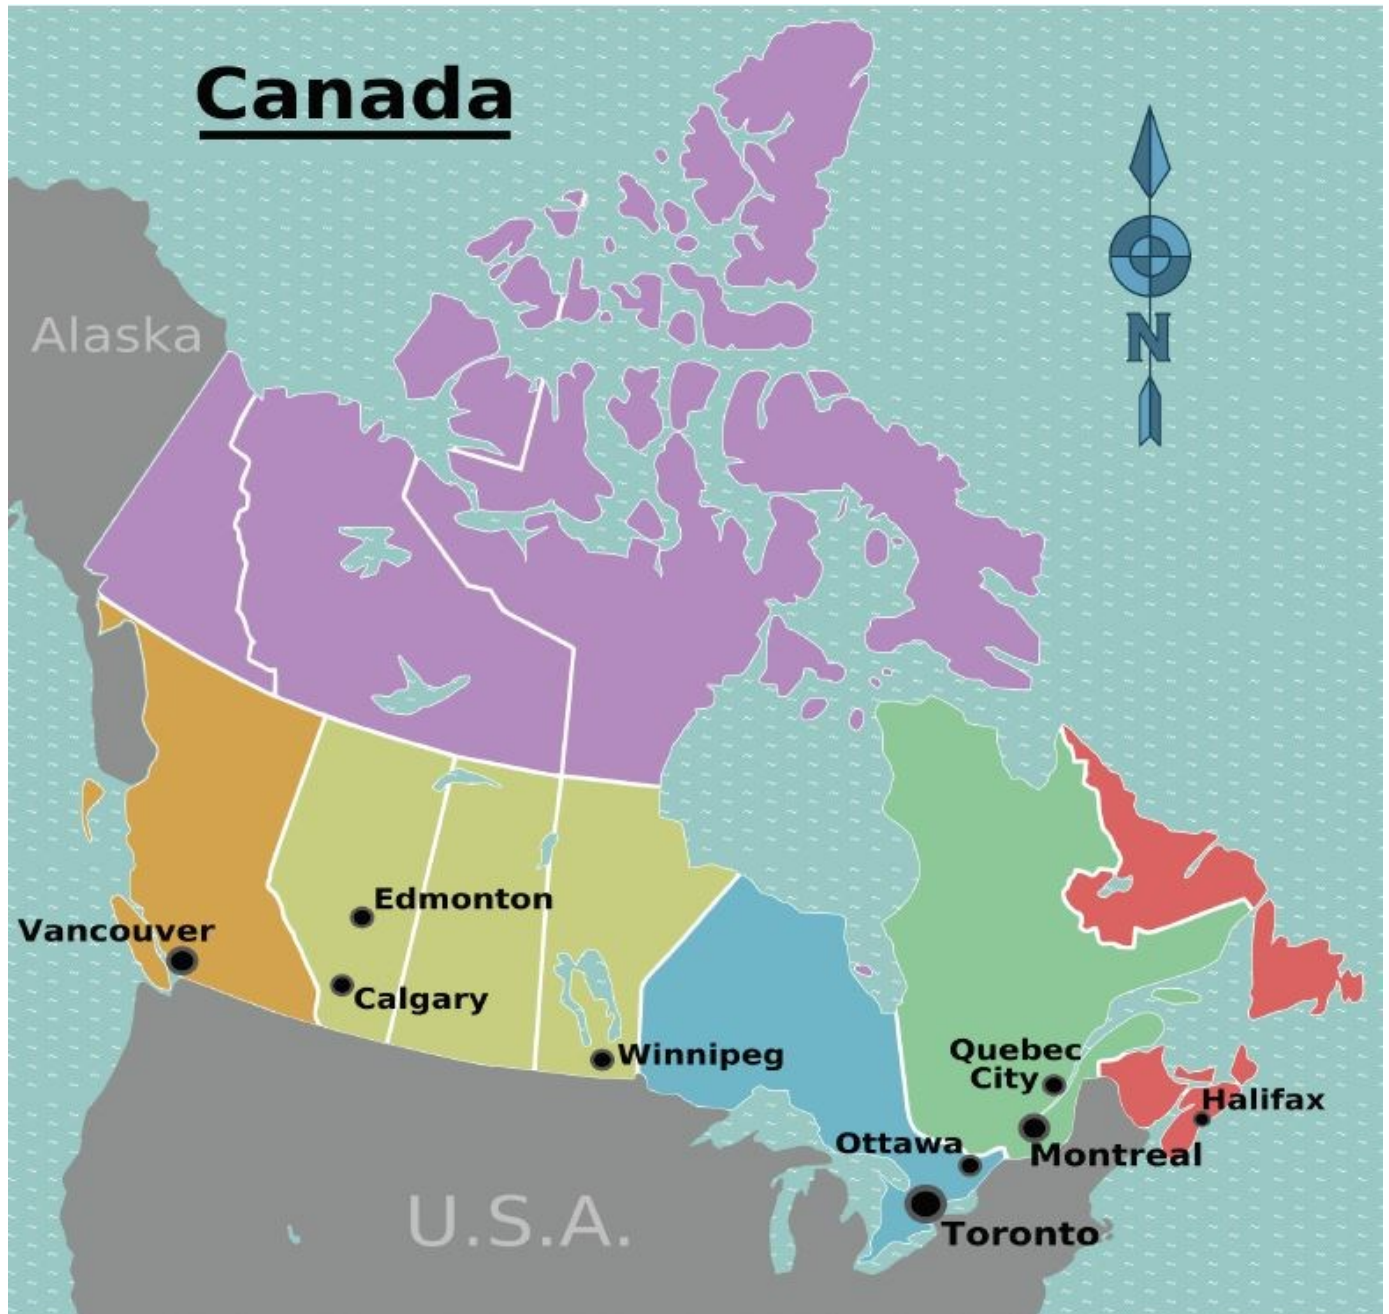 Canada
Alaska
N
Edmonton
Vancouver
Calgary
Winnipeg
Quebec
City
Halifax
Ottawa
Montreal
U.S.A.
Toronto